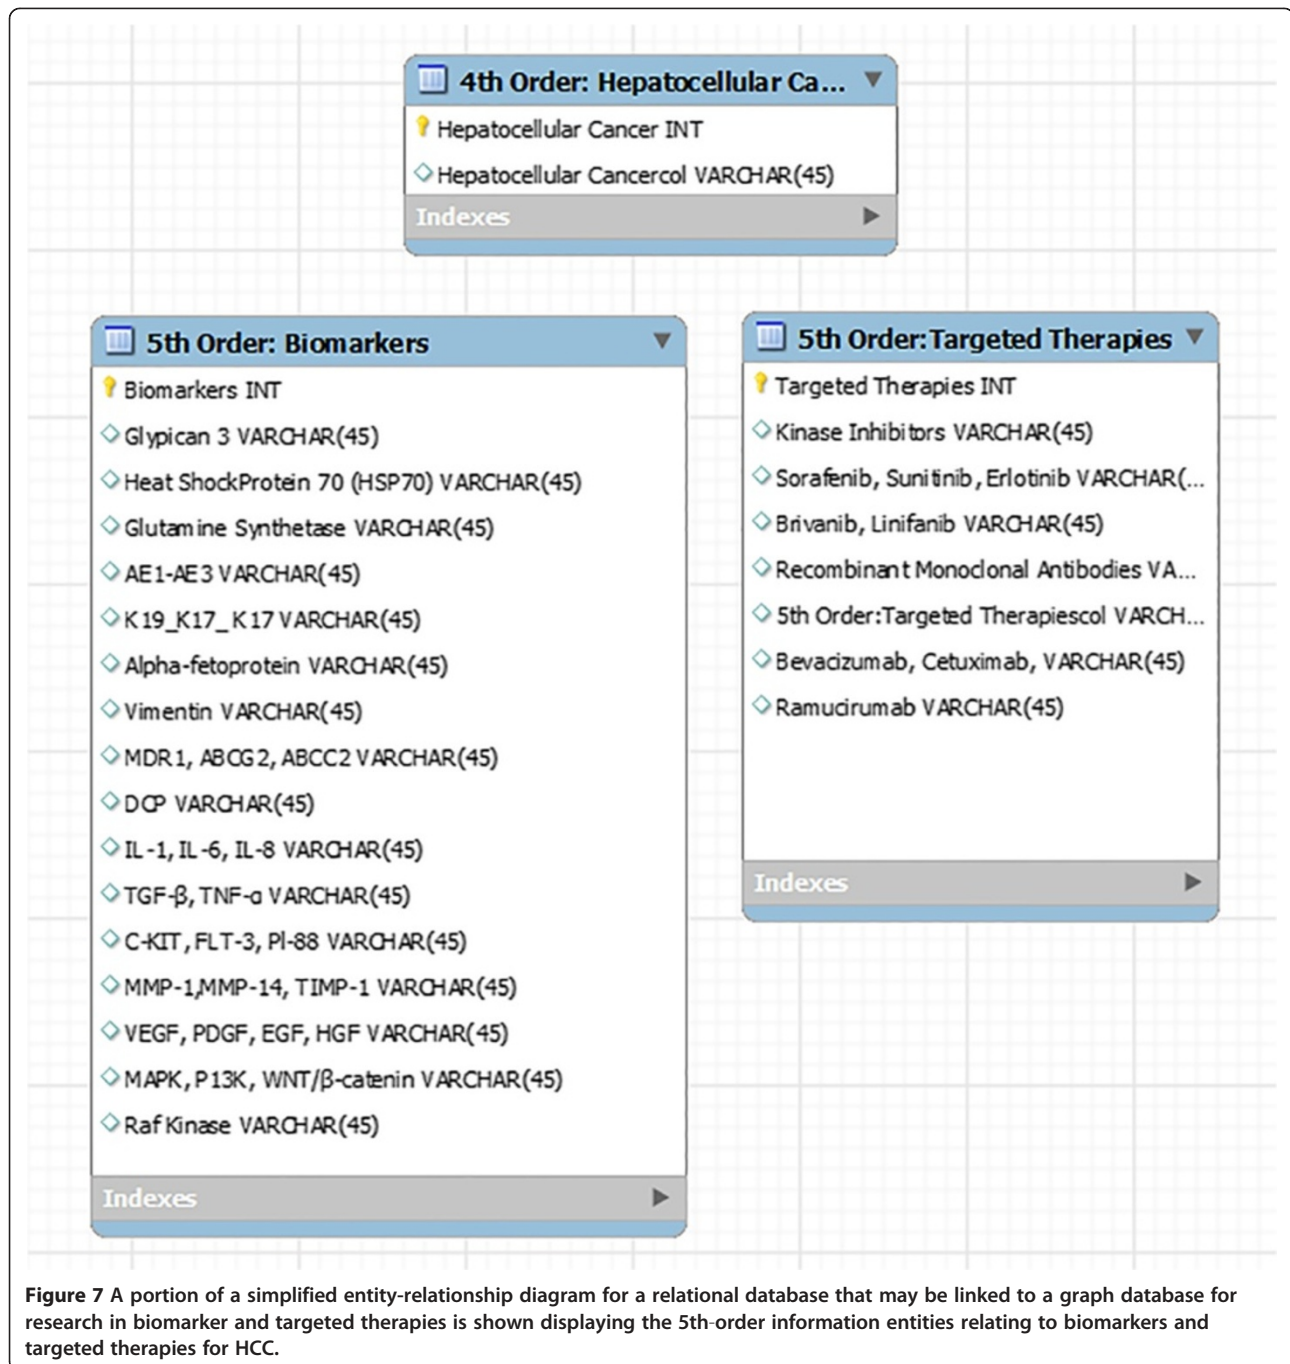 4th Order: Hepatocellular Ca...
Hepatocellular Cancer INT
Hepatocellular Cancercol VARCHAR(45)
Indexes
5th Order: Biomarkers
Biomarkers INT
Glypican 3 VARCHAR(45)
Heat ShockProtein 70 (HSP70) VARCHAR(45)
Glutamine Synthetase VARCHAR(45)
AE1-AE3 VARCHAR(45)
K19_K17_ K17 VARCHAR(45)
Alpha-fetoprotein VARCHAR(45)
Vimentin VARCHAR(45)
MDR1, ABCG2, ABCC2 VARCHAR(45)
DCP VARCHAR(45)
IL-1, IL-6, IL-8 VARCHAR(45)
TGF-β, TNF-α VARCHAR(45)
C-KIT, FLT-3, Pl-88 VARCHAR(45)
MMP-1,MMP-14, TIMP-1 VARCHAR(45)
VEGF, PDGF, EGF, HGF VARCHAR(45)
MAPK, P13K, WNT/β-catenin VARCHAR(45)
Raf Kinase VARCHAR(45)
Indexes
5th Order:Targeted Therapies
Targeted Therapies INT
Kinase Inhibitors VARCHAR(45)
Sorafenib, Sunitinib, Erlotinib VARCHAR(...
Brivanib, Linifanib VARCHAR(45)
Recombinant Monoclonal Antibodies VA...
5th Order:Targeted Therapiescol VARCH...
Bevacizumab, Cetuximab, VARCHAR(45)
Ramucirumab VARCHAR(45)
Indexes
Figure 7 A portion of a simplified entity-relationship diagram for a relational database that may be linked to a graph database for
research in biomarker and targeted therapies is shown displaying the 5th-order information entities relating to biomarkers and
targeted therapies for HCC.